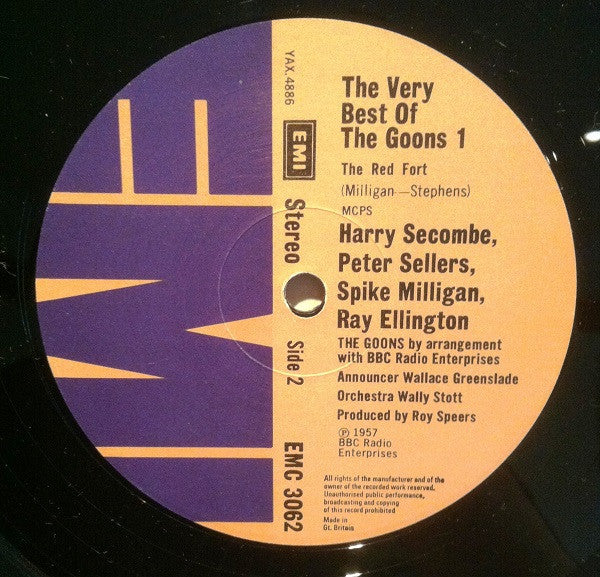 The Very
Best Of
The Goons 1
The Red Fort
(Milligan—Stephens)
MCPS
Harry Secombe,
Peter Sellers,
Spike Milligan,
Ray Ellington
THE GOONS by arrangement
with BBC Radio Enterprises
Announcer Wallace Greenslade
Orchestra Wally Stott
Produced by Roy Speers
℗ 1957
BBC Radio
Enterprises
All rights of the manufacturer and of the
owner of the recorded work reserved.
Unauthorised public performance,
broadcasting and copying
of this record prohibited
Made in
Gt. Britain
YAX.4886
EMI
Stereo
Side 2
EMC 3062
EMI